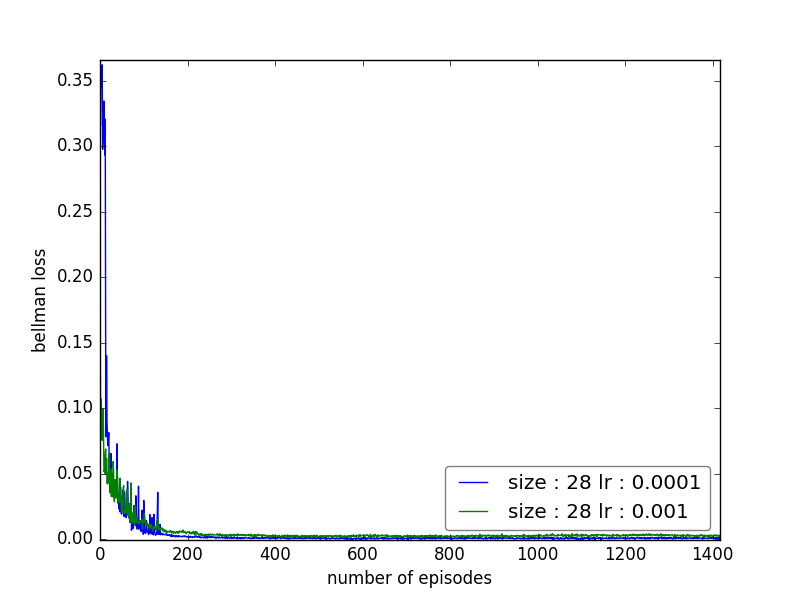 0.35
0.30
0.25
0.20
0.15
0.10
0.05
0.00
bellman loss
size : 28 lr : 0.0001
size : 28 lr : 0.001
0 200 400 600 800 1000 1200 1400
number of episodes